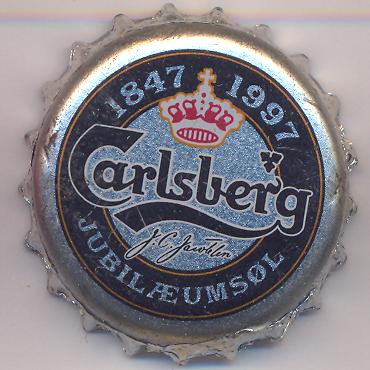 1847 1997
Carlsberg
J.C. Jacobsen
JUBILÆUMSØL